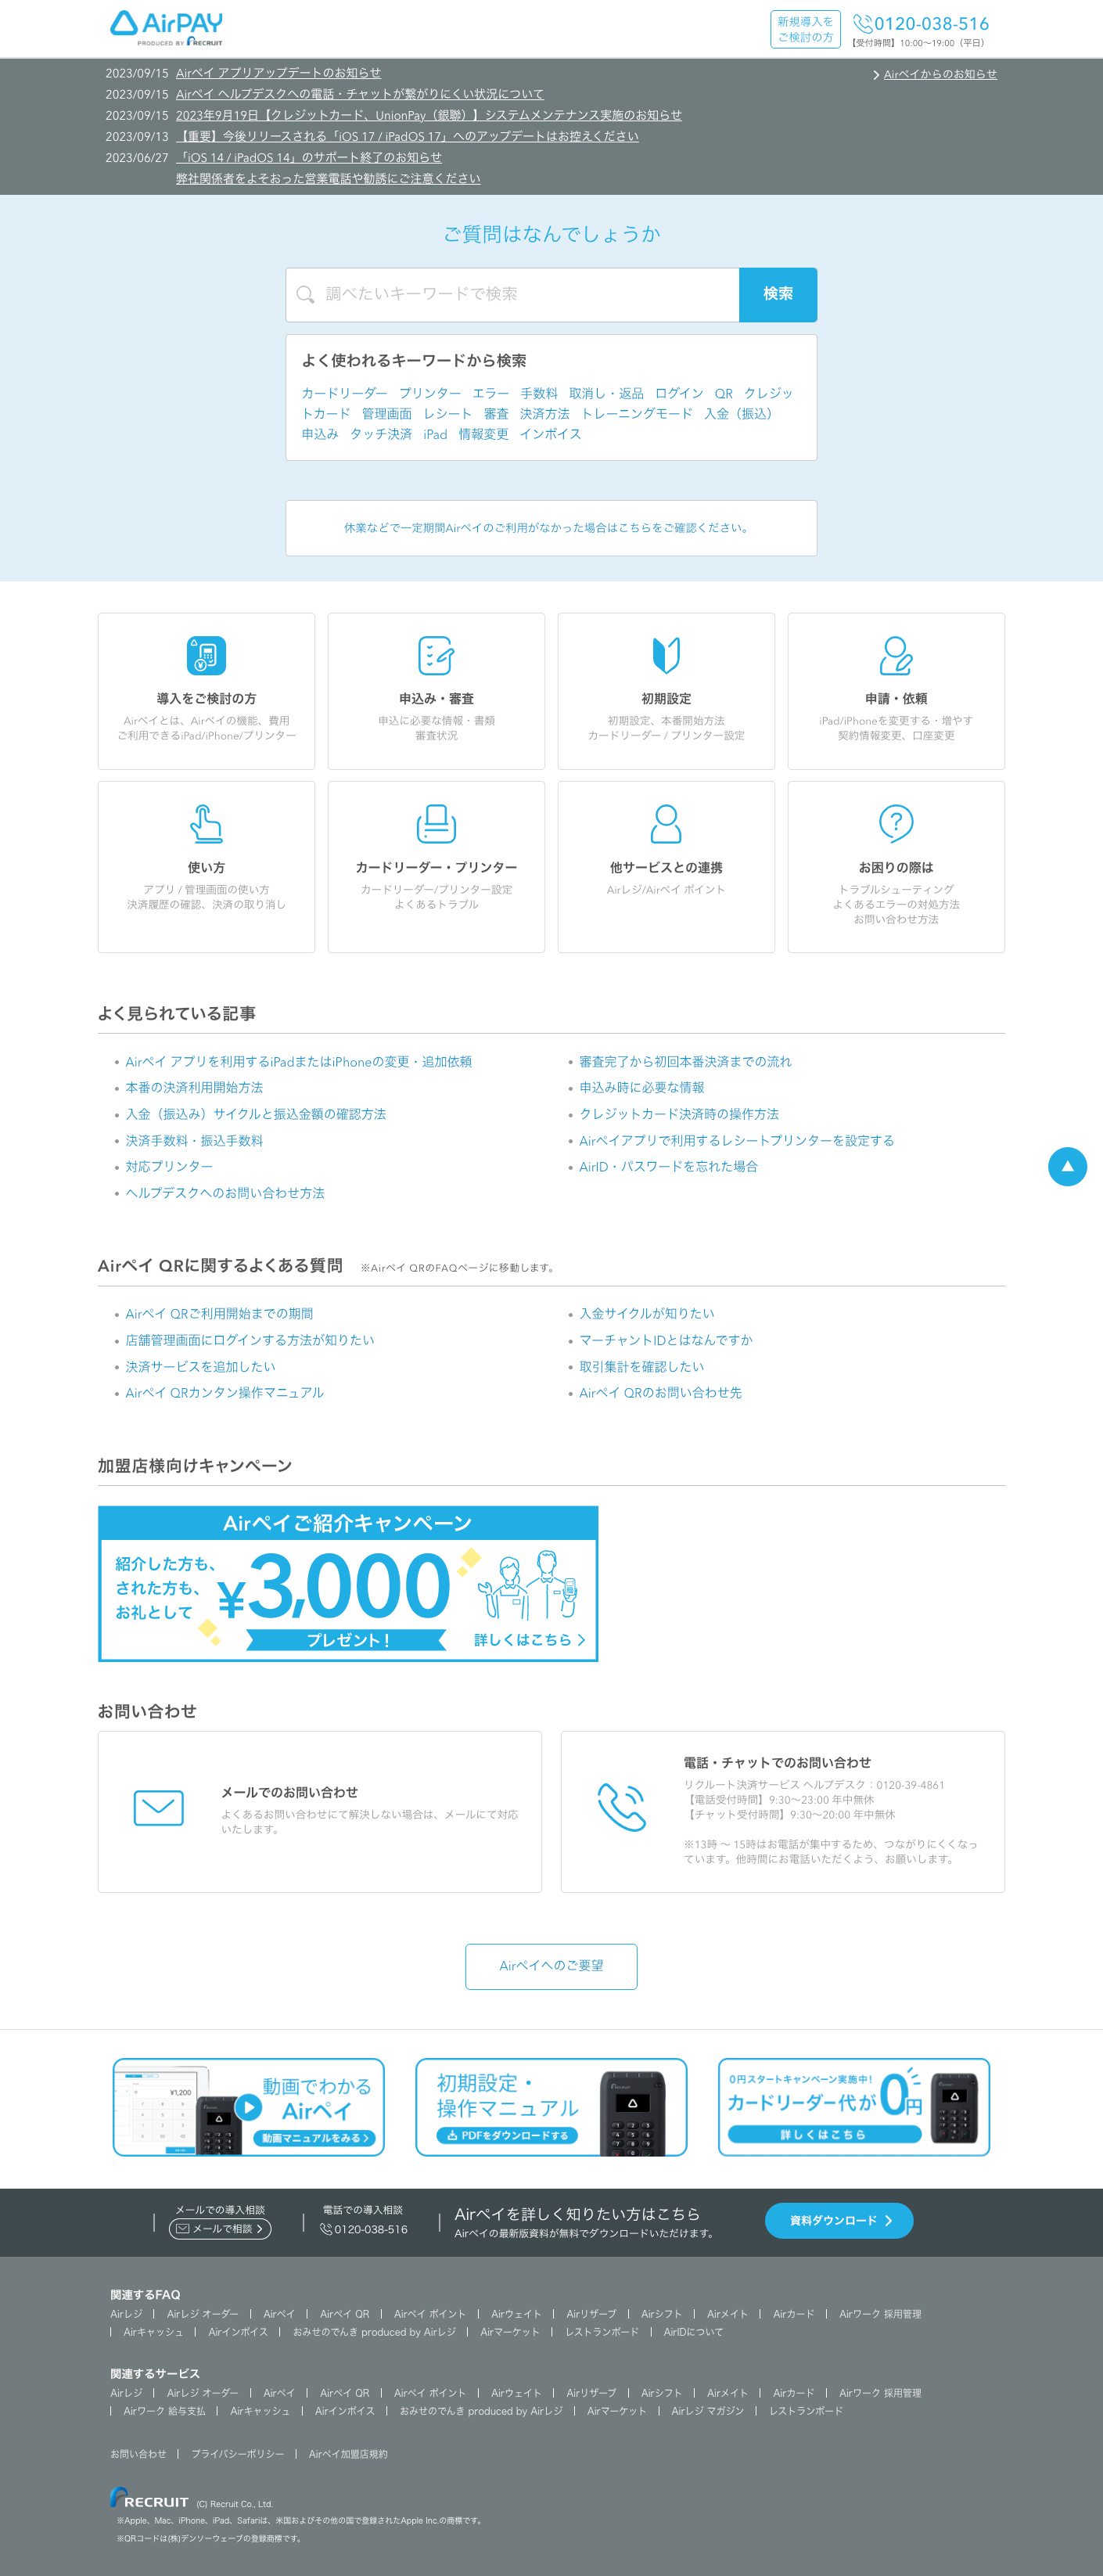 AirPAY
PRODUCED BY RECRUIT
新規導入を
ご検討の方
0120-038-516
【受付時間】10:00～19:00（平日）
2023/09/15 Airペイ アプリアップデートのお知らせ
Airペイからのお知らせ
2023/09/15 Airペイ ヘルプデスクへの電話・チャットが繋がりにくい状況について
2023/09/15 2023年9月19日【クレジットカード、UnionPay（銀聯）】システムメンテナンス実施のお知らせ
2023/09/13 【重要】今後リリースされる「iOS 17 / iPadOS 17」へのアップデートはお控えください
2023/06/27 「iOS 14 / iPadOS 14」のサポート終了のお知らせ
弊社関係者をよそおった営業電話や勧誘にご注意ください
ご質問はなんでしょうか
調べたいキーワードで検索
検索
よく使われるキーワードから検索
カードリーダー プリンター エラー 手数料 取消し・返品 ログイン QR クレジッ
トカード 管理画面 レシート 審査 決済方法 トレーニングモード 入金（振込）
申込み タッチ決済 iPad 情報変更 インボイス
休業などで一定期間Airペイのご利用がなかった場合はこちらをご確認ください。
導入をご検討の方
Airペイとは、Airペイの機能、費用
ご利用できるiPad/iPhone/プリンター
申込み・審査
申込に必要な情報・書類
審査状況
初期設定
初期設定、本番開始方法
カードリーダー / プリンター設定
申請・依頼
iPad/iPhoneを変更する・増やす
契約情報変更、口座変更
使い方
アプリ / 管理画面の使い方
決済履歴の確認、決済の取り消し
カードリーダー・プリンター
カードリーダー/プリンター設定
よくあるトラブル
他サービスとの連携
Airレジ/Airペイ ポイント
お困りの際は
トラブルシューティング
よくあるエラーの対処方法
お問い合わせ方法
よく見られている記事
Airペイ アプリを利用するiPadまたはiPhoneの変更・追加依頼
審査完了から初回本番決済までの流れ
本番の決済利用開始方法
申込み時に必要な情報
入金（振込み）サイクルと振込金額の確認方法
クレジットカード決済時の操作方法
決済手数料・振込手数料
Airペイアプリで利用するレシートプリンターを設定する
対応プリンター
AirID・パスワードを忘れた場合
ヘルプデスクへのお問い合わせ方法
Airペイ QRに関するよくある質問 ※Airペイ QRのFAQページに移動します。
Airペイ QRご利用開始までの期間
入金サイクルが知りたい
店舗管理画面にログインする方法が知りたい
マーチャントIDとはなんですか
決済サービスを追加したい
取引集計を確認したい
Airペイ QRカンタン操作マニュアル
Airペイ QRのお問い合わせ先
加盟店様向けキャンペーン
Airペイご紹介キャンペーン
紹介した方も、
された方も、
お礼として
¥3,000
プレゼント！
詳しくはこちら
お問い合わせ
メールでのお問い合わせ
よくあるお問い合わせにて解決しない場合は、メールにて対応
いたします。
電話・チャットでのお問い合わせ
リクルート決済サービス ヘルプデスク：0120-39-4861
【電話受付時間】9:30～23:00 年中無休
【チャット受付時間】9:30～20:00 年中無休
※13時 ～ 15時はお電話が集中するため、つながりにくくなっ
ています。他時間にお電話いただくよう、お願いします。
Airペイへのご要望
¥1,200
動画でわかる
Airペイ
動画マニュアルをみる
初期設定・
操作マニュアル
PDFをダウンロードする
0円スタートキャンペーン実施中！
カードリーダー代が0円
詳しくはこちら
メールでの導入相談
メールで相談
電話での導入相談
0120-038-516
Airペイを詳しく知りたい方はこちら
Airペイの最新版資料が無料でダウンロードいただけます。
資料ダウンロード
関連するFAQ
Airレジ Airレジ オーダー Airペイ Airペイ QR Airペイ ポイント Airウェイト Airリザーブ Airシフト Airメイト Airカード Airワーク 採用管理
Airキャッシュ Airインボイス おみせのでんき produced by Airレジ Airマーケット レストランボード AirIDについて
関連するサービス
Airレジ Airレジ オーダー Airペイ Airペイ QR Airペイ ポイント Airウェイト Airリザーブ Airシフト Airメイト Airカード Airワーク 採用管理
Airワーク 給与支払 Airキャッシュ Airインボイス おみせのでんき produced by Airレジ Airマーケット Airレジ マガジン レストランボード
お問い合わせ プライバシーポリシー Airペイ加盟店規約
RECRUIT (C) Recruit Co., Ltd.
※Apple、Mac、iPhone、iPad、Safariは、米国およびその他の国で登録されたApple Inc.の商標です。
※QRコードは(株)デンソーウェーブの登録商標です。